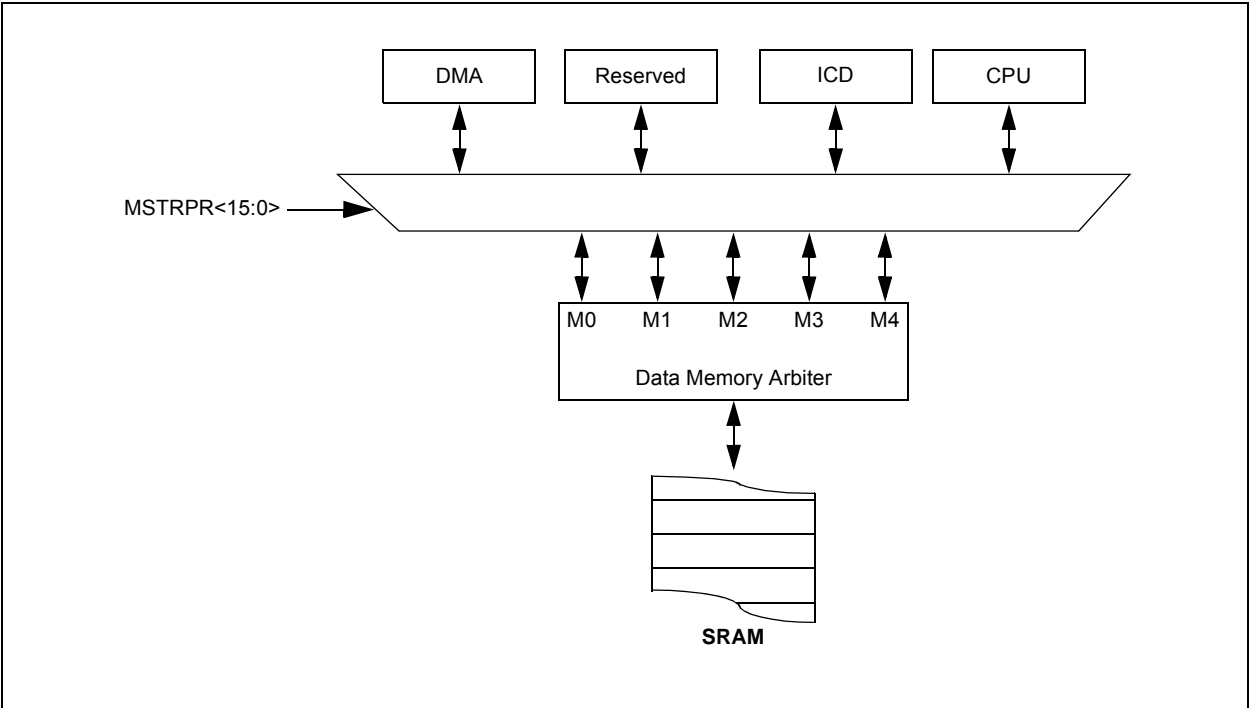 DMA Reserved ICD CPU
MSTRPR<15:0>
M0 M1 M2 M3 M4
Data Memory Arbiter
SRAM